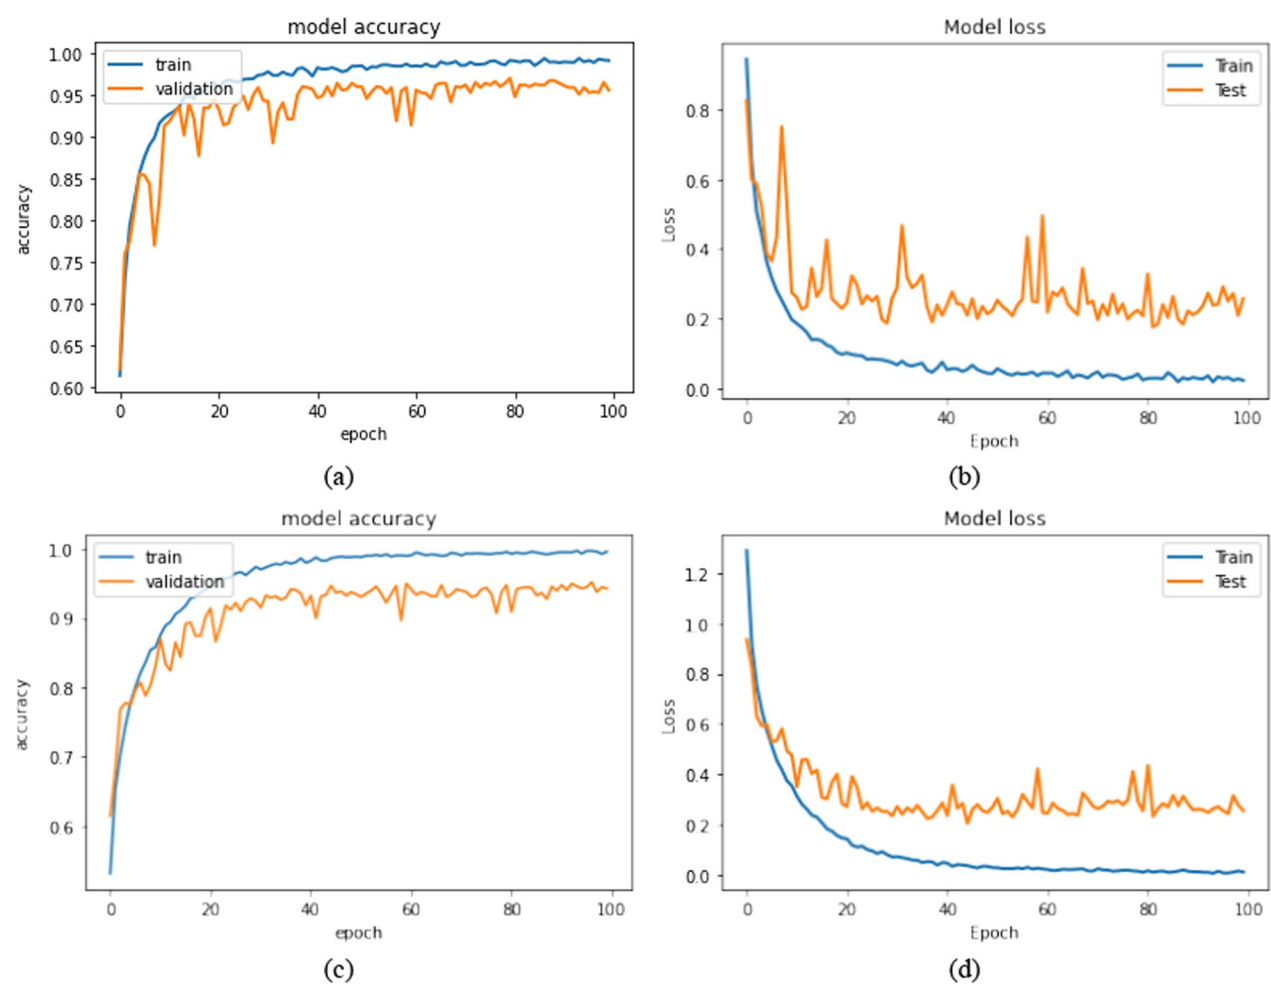 model accuracy
train
validation
1.00
0.95
0.90
0.85
0.80
0.75
0.70
0.65
0.60
accuracy
0 20 40 60 80 100
epoch
(a)
Model loss
Train
Test
0.8
0.6
0.4
0.2
0.0
Loss
0 20 40 60 80 100
Epoch
(b)
model accuracy
train
validation
1.0
0.9
0.8
0.7
0.6
accuracy
0 20 40 60 80 100
epoch
(c)
Model loss
Train
Test
1.2
1.0
0.8
0.6
0.4
0.2
0.0
Loss
0 20 40 60 80 100
Epoch
(d)